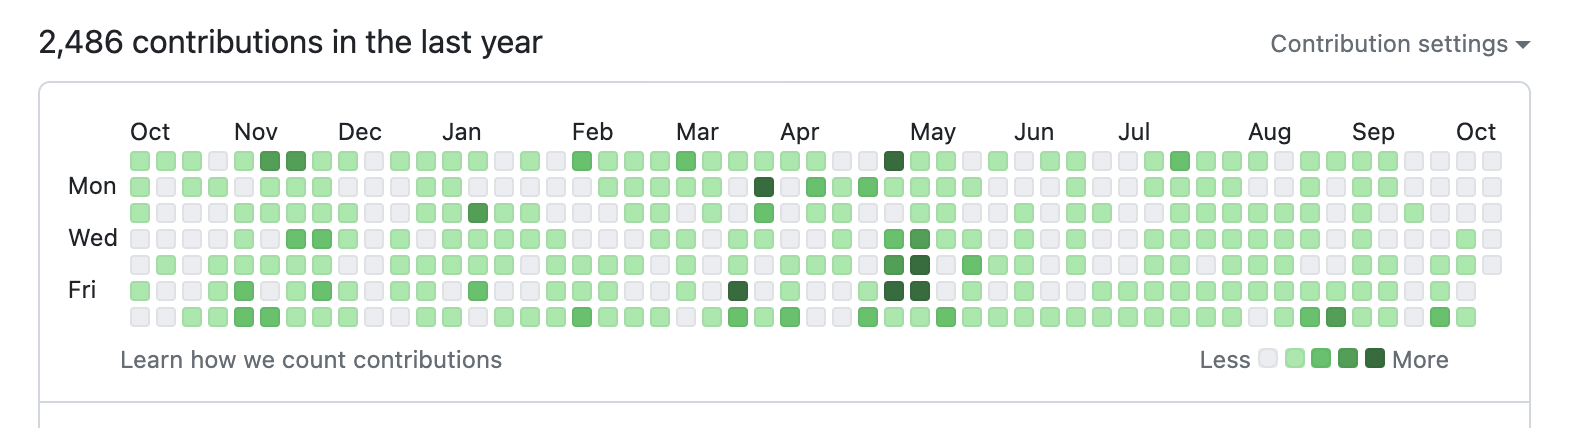 2,486 contributions in the last year
Contribution settings
Oct Nov Dec Jan Feb Mar Apr May Jun Jul Aug Sep Oct
Mon
Wed
Fri
Learn how we count contributions
Less More